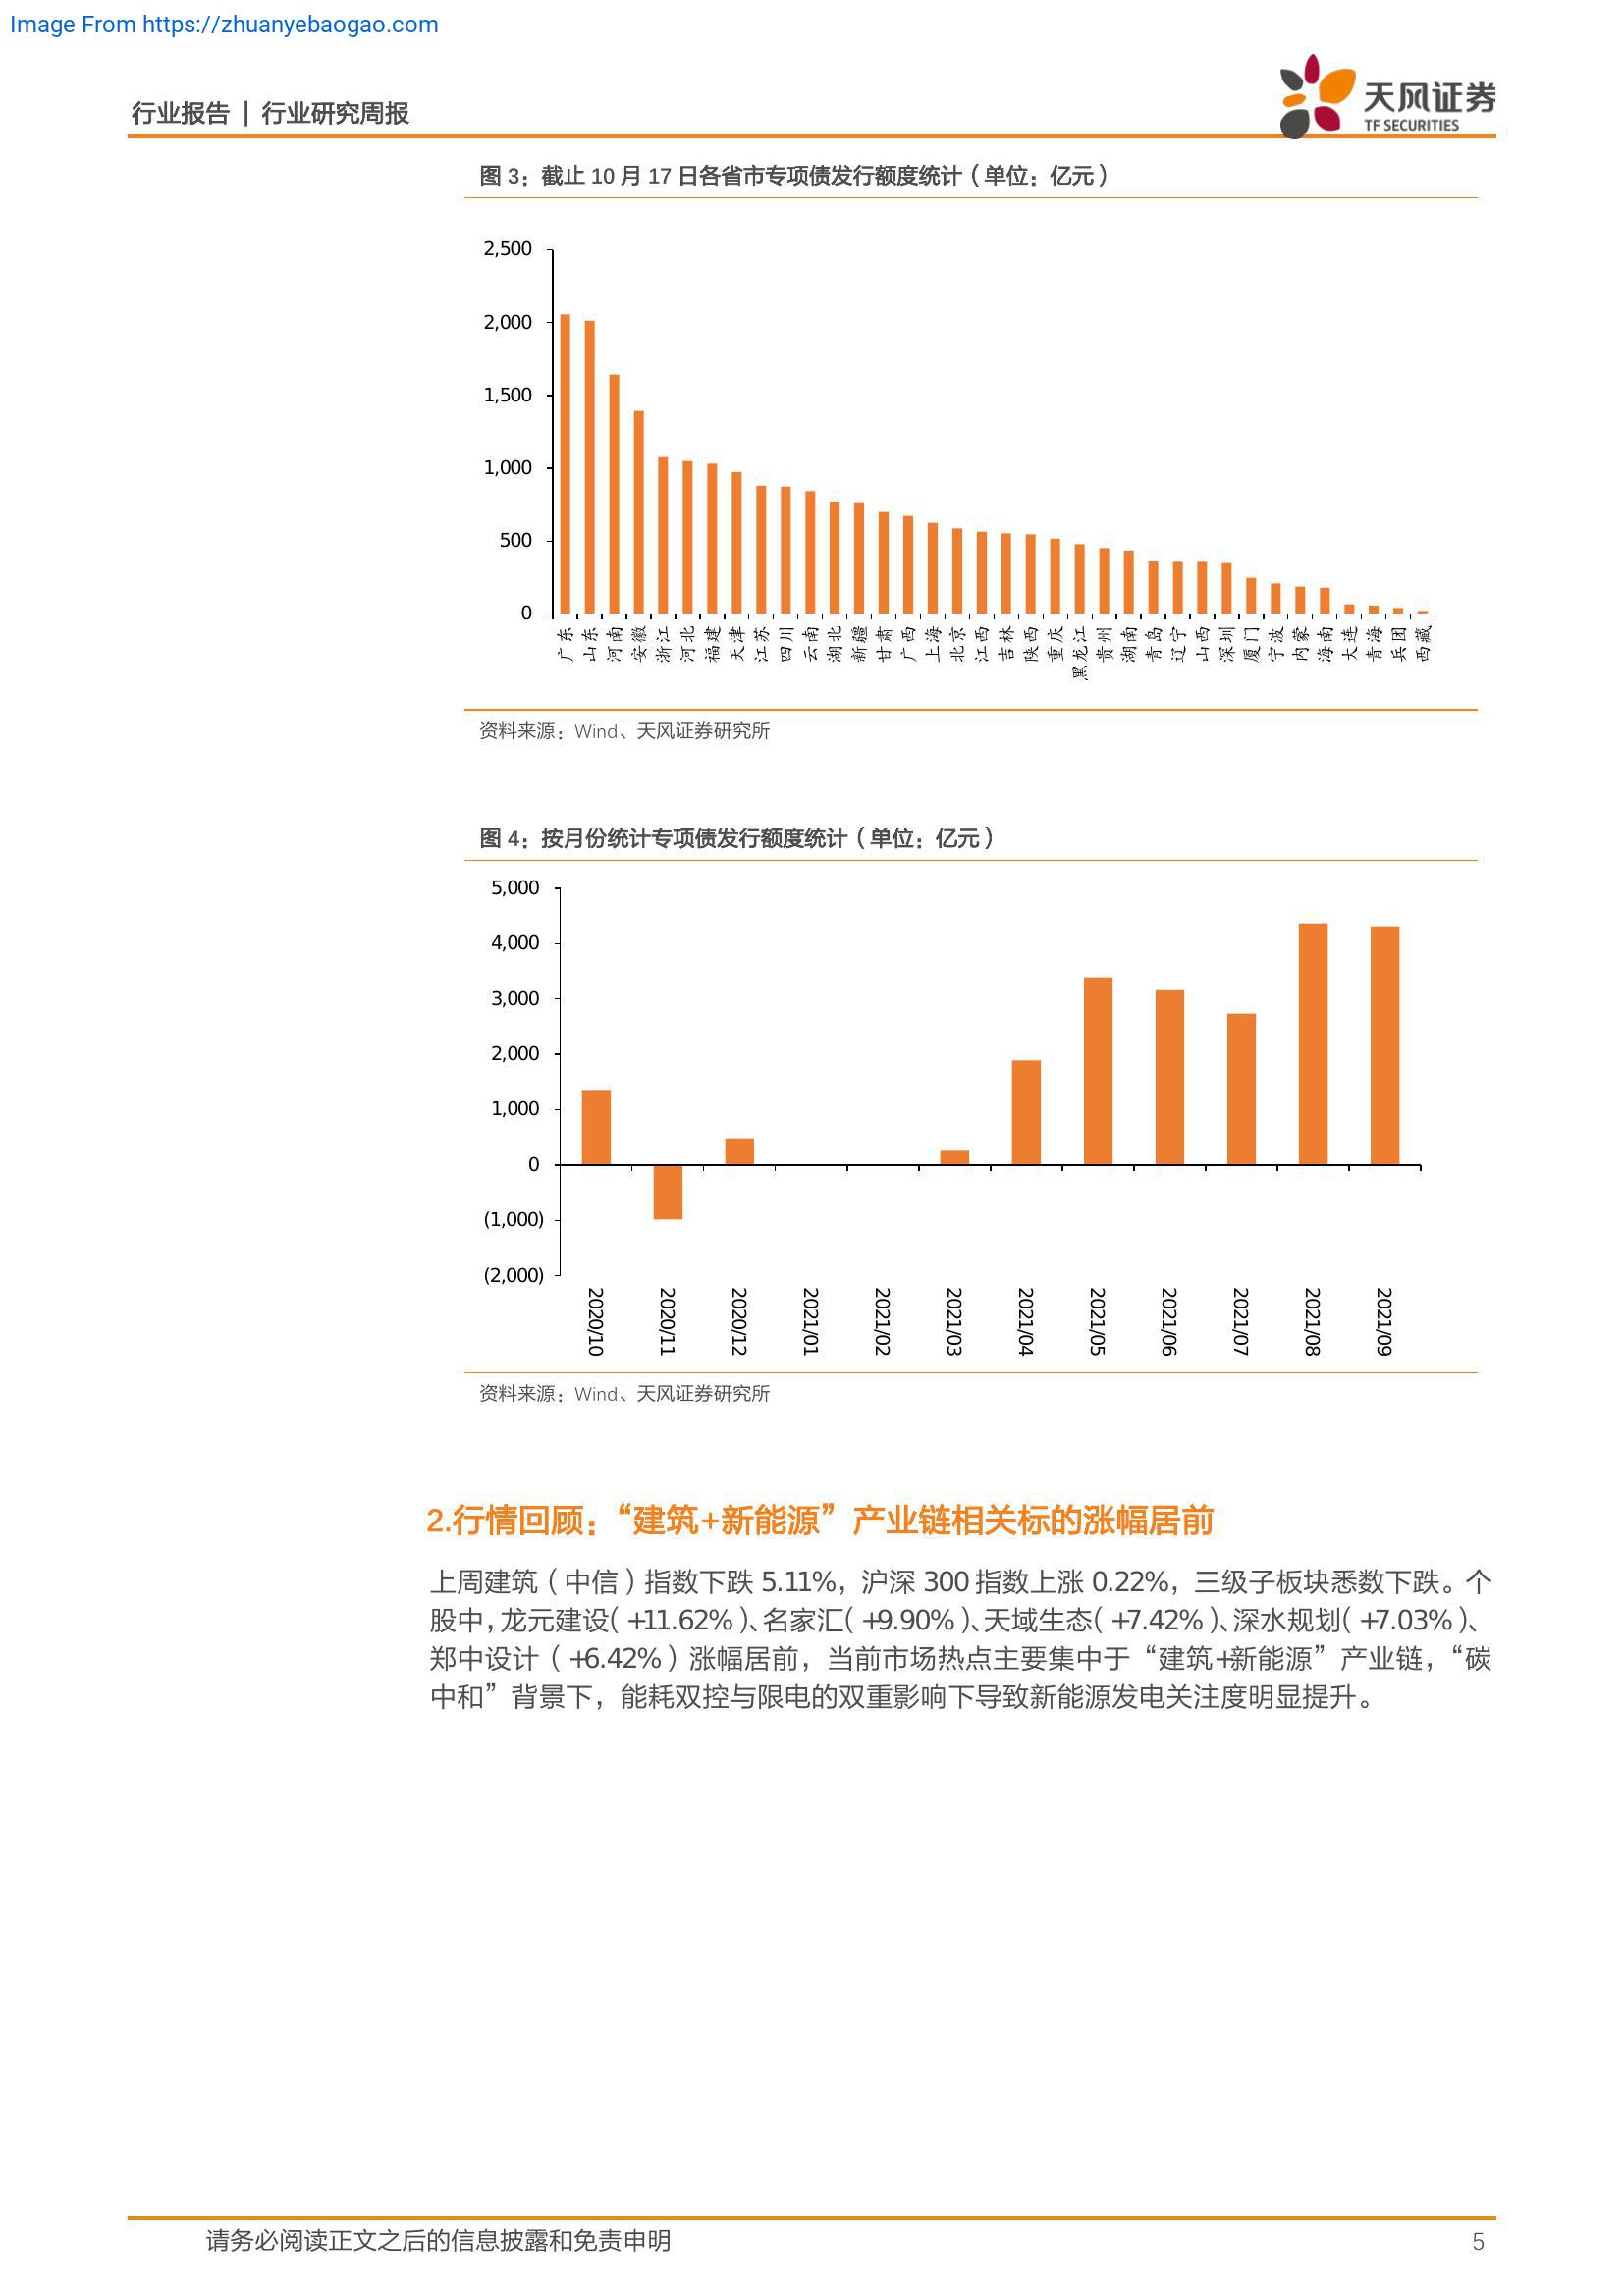 Image From https://zhuanyebaogao.com
行业报告 | 行业研究周报
天风证券
TF SECURITIES
图 3：截止 10 月 17 日各省市专项债发行额度统计（单位：亿元）
2,500
2,000
1,500
1,000
500
0
广东 山东 河南 安徽 浙江 河北 福建 天津 江苏 四川 云南 湖北 新疆 甘肃 广西 上海 北京 江西 吉林 陕西 重庆 黑龙江 贵州 湖南 青岛 辽宁 山西 深圳 厦门 宁波 内蒙 海南 大连 青海 兵团 西藏
资料来源：Wind、天风证券研究所
图 4：按月份统计专项债发行额度统计（单位：亿元）
5,000
4,000
3,000
2,000
1,000
0
(1,000)
(2,000)
2020/10 2020/11 2020/12 2021/01 2021/02 2021/03 2021/04 2021/05 2021/06 2021/07 2021/08 2021/09
资料来源：Wind、天风证券研究所
2.行情回顾：“建筑+新能源”产业链相关标的涨幅居前
上周建筑（中信）指数下跌 5.11%，沪深 300 指数上涨 0.22%，三级子板块悉数下跌。个
股中，龙元建设（+11.62%）、名家汇（+9.90%）、天域生态（+7.42%）、深水规划（+7.03%）、
郑中设计（+6.42%）涨幅居前，当前市场热点主要集中于“建筑+新能源”产业链，“碳
中和”背景下，能耗双控与限电的双重影响下导致新能源发电关注度明显提升。
请务必阅读正文之后的信息披露和免责申明
5